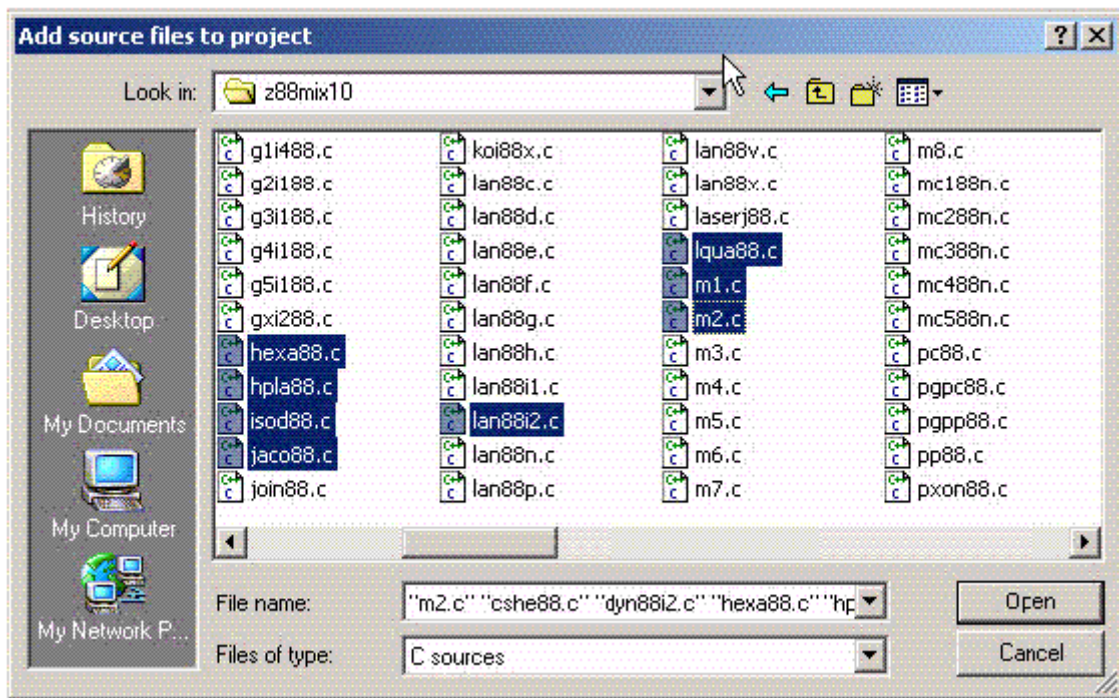 Add source files to project
Look in: z88mix10
History
Desktop
My Documents
My Computer
My Network P...
g1i488.c
g2i188.c
g3i188.c
g4i188.c
g5i188.c
gxi288.c
hexa88.c
hpla88.c
isod88.c
jaco88.c
join88.c
koi88x.c
lan88c.c
lan88d.c
lan88e.c
lan88f.c
lan88g.c
lan88h.c
lan88i1.c
lan88i2.c
lan88n.c
lan88p.c
lan88v.c
lan88x.c
laserj88.c
lqua88.c
m1.c
m2.c
m3.c
m4.c
m5.c
m6.c
m7.c
m8.c
mc188n.c
mc288n.c
mc388n.c
mc488n.c
mc588n.c
pc88.c
pgpc88.c
pgpp88.c
pp88.c
pxon88.c
File name: "m2.c" "cshe88.c" "dyn88i2.c" "hexa88.c" "hp Open
Files of type: C sources Cancel